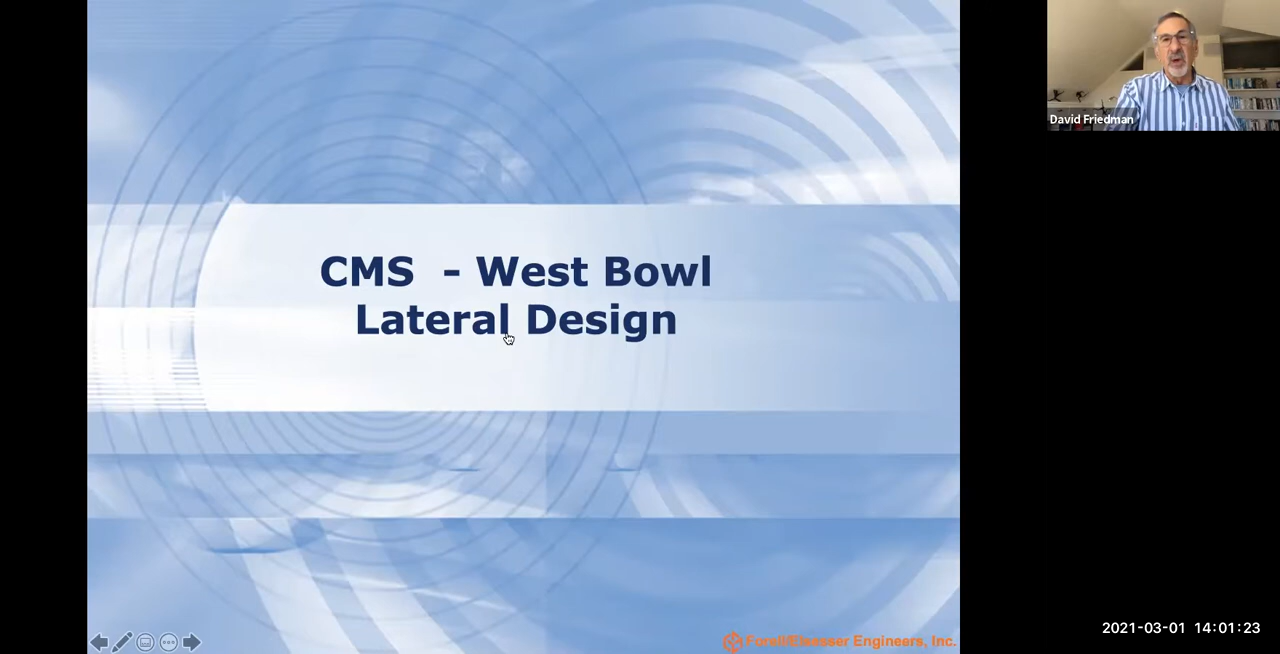 CMS - West Bowl
Lateral Design
David Friedman
2021-03-01 14:01:23
Forell/Elsesser Engineers, Inc.